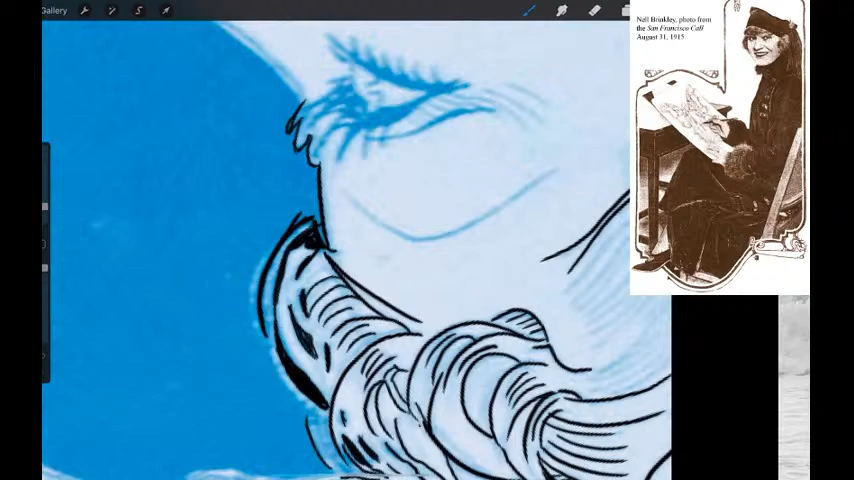 Gallery
Nell Brinkley, photo from
the San Francisco Call
August 31, 1915